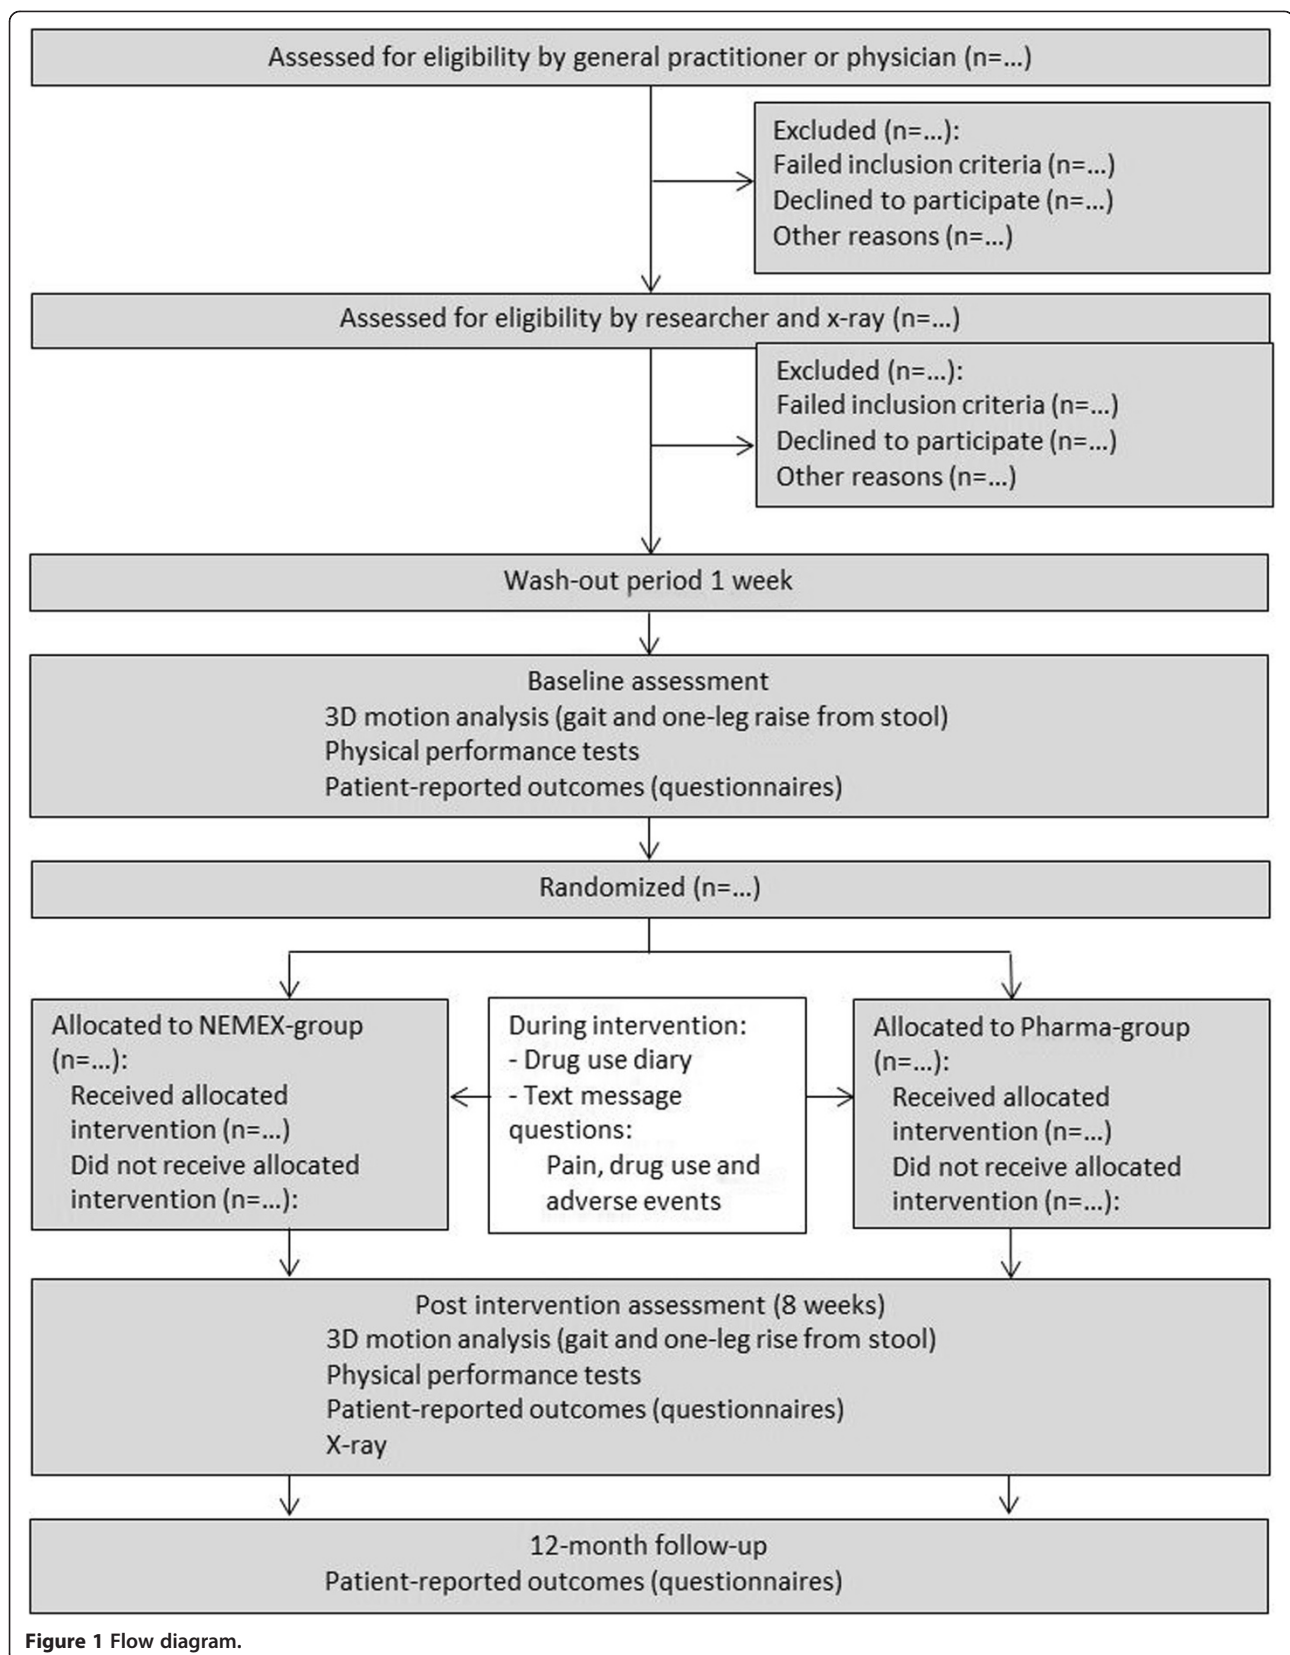 Assessed for eligibility by general practitioner or physician (n=...)
Excluded (n=...):
Failed inclusion criteria (n=...)
Declined to participate (n=...)
Other reasons (n=...)
Assessed for eligibility by researcher and x-ray (n=...)
Excluded (n=...):
Failed inclusion criteria (n=...)
Declined to participate (n=...)
Other reasons (n=...)
Wash-out period 1 week
Baseline assessment
3D motion analysis (gait and one-leg raise from stool)
Physical performance tests
Patient-reported outcomes (questionnaires)
Randomized (n=...)
Allocated to NEMEX-group
(n=...):
Received allocated
intervention (n=...)
Did not receive allocated
intervention (n=...):
During intervention:
- Drug use diary
- Text message
questions:
Pain, drug use and
adverse events
Allocated to Pharma-group
(n=...):
Received allocated
intervention (n=...)
Did not receive allocated
intervention (n=...):
Post intervention assessment (8 weeks)
3D motion analysis (gait and one-leg rise from stool)
Physical performance tests
Patient-reported outcomes (questionnaires)
X-ray
12-month follow-up
Patient-reported outcomes (questionnaires)
Figure 1 Flow diagram.